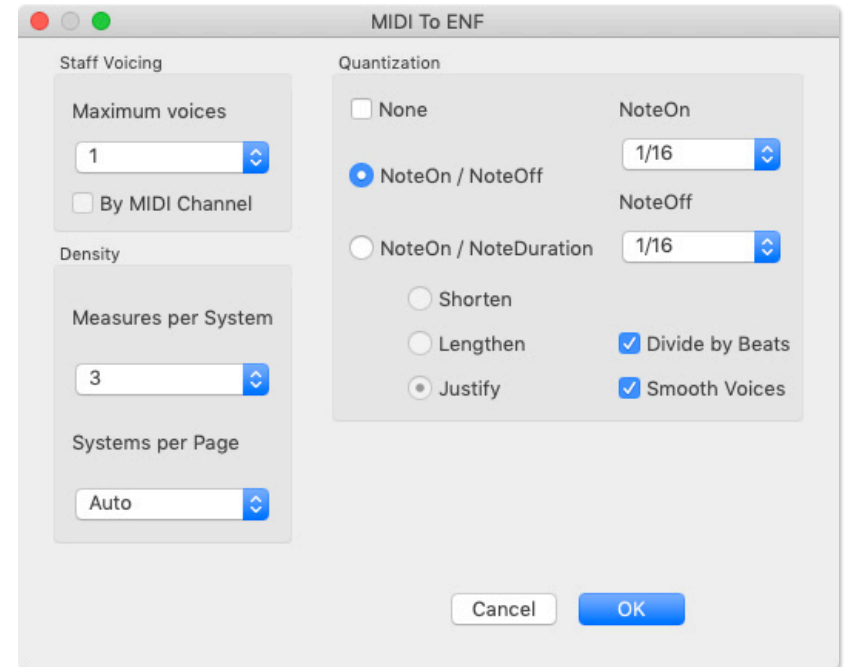 MIDI To ENF
Staff Voicing
Maximum voices
1
By MIDI Channel
Density
Measures per System
3
Systems per Page
Auto
Quantization
None
NoteOn
1/16
NoteOn / NoteOff
NoteOff
NoteOn / NoteDuration
1/16
Shorten
Lengthen
Divide by Beats
Justify
Smooth Voices
Cancel
OK